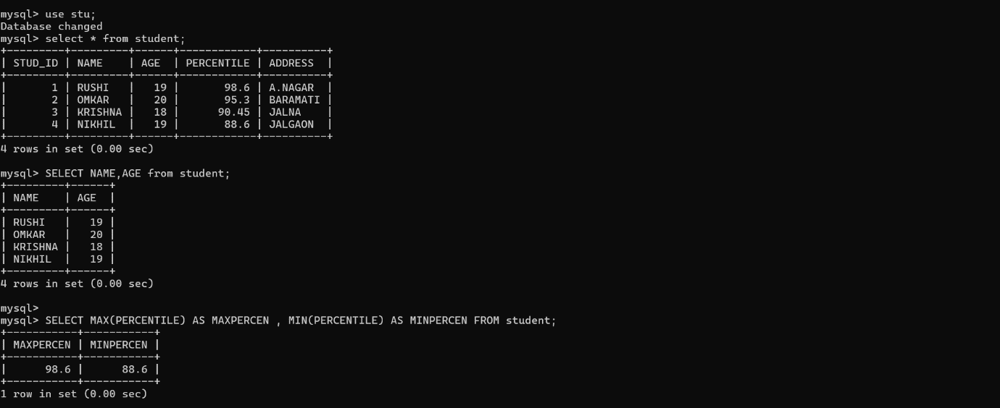 mysql> use stu;
Database changed
mysql> select * from student;
+---------+---------+------+------------+----------+
| STUD_ID | NAME    | AGE  | PERCENTILE | ADDRESS  |
+---------+---------+------+------------+----------+
|       1 | RUSHI   |   19 |       98.6 | A.NAGAR  |
|       2 | OMKAR   |   20 |       95.3 | BARAMATI |
|       3 | KRISHNA |   18 |      90.45 | JALNA    |
|       4 | NIKHIL  |   19 |       88.6 | JALGAON  |
+---------+---------+------+------------+----------+
4 rows in set (0.00 sec)

mysql> SELECT NAME,AGE from student;
+---------+------+
| NAME    | AGE  |
+---------+------+
| RUSHI   |   19 |
| OMKAR   |   20 |
| KRISHNA |   18 |
| NIKHIL  |   19 |
+---------+------+
4 rows in set (0.00 sec)

mysql>
mysql> SELECT MAX(PERCENTILE) AS MAXPERCEN , MIN(PERCENTILE) AS MINPERCEN FROM student;
+-----------+-----------+
| MAXPERCEN | MINPERCEN |
+-----------+-----------+
|      98.6 |      88.6 |
+-----------+-----------+
1 row in set (0.00 sec)